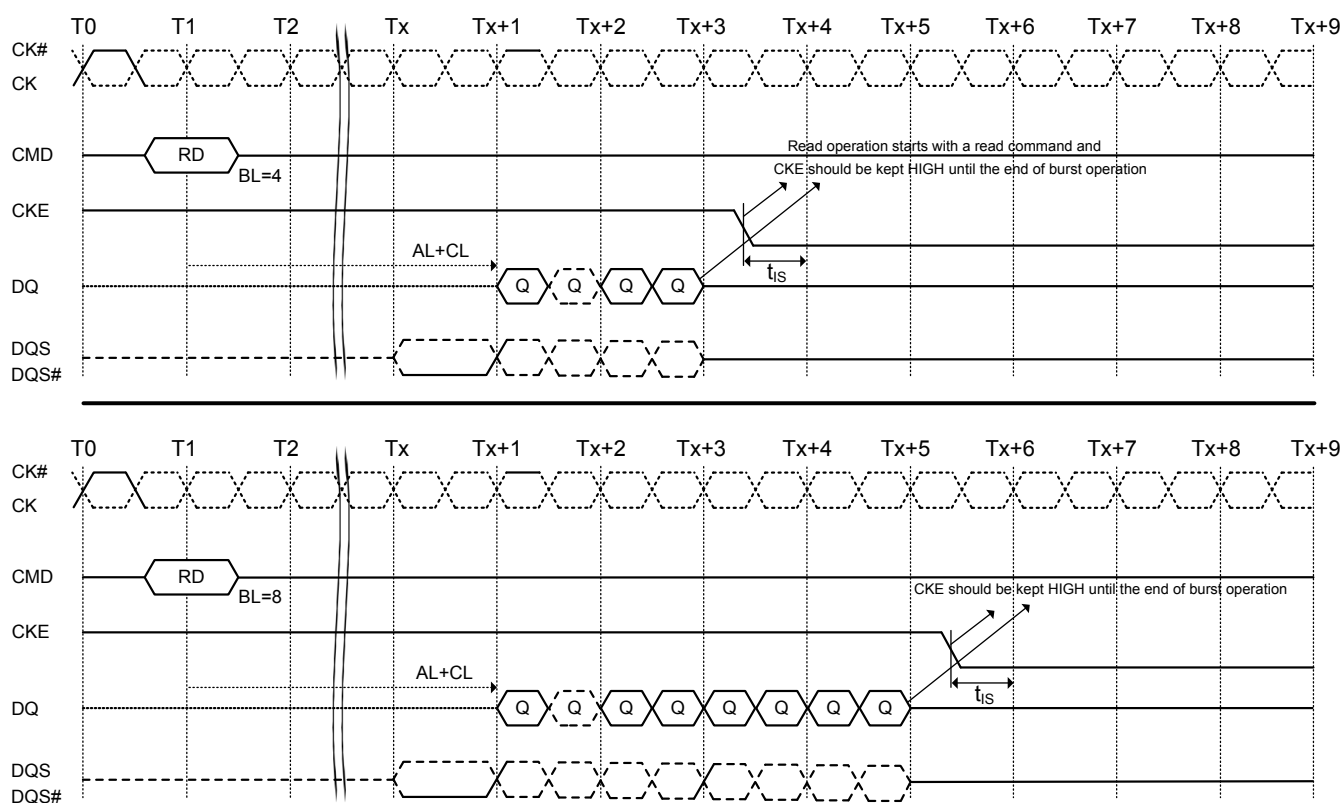 T0 T1 T2 Tx Tx+1 Tx+2 Tx+3 Tx+4 Tx+5 Tx+6 Tx+7 Tx+8 Tx+9
CK#
CK
CMD RD
BL=4
Read operation starts with a read command and
CKE should be kept HIGH until the end of burst operation
CKE
AL+CL
tIS
DQ Q Q Q Q
DQS
DQS#
T0 T1 T2 Tx Tx+1 Tx+2 Tx+3 Tx+4 Tx+5 Tx+6 Tx+7 Tx+8 Tx+9
CK#
CK
CMD RD
BL=8
CKE should be kept HIGH until the end of burst operation
CKE
AL+CL
tIS
DQ Q Q Q Q Q Q Q Q
DQS
DQS#